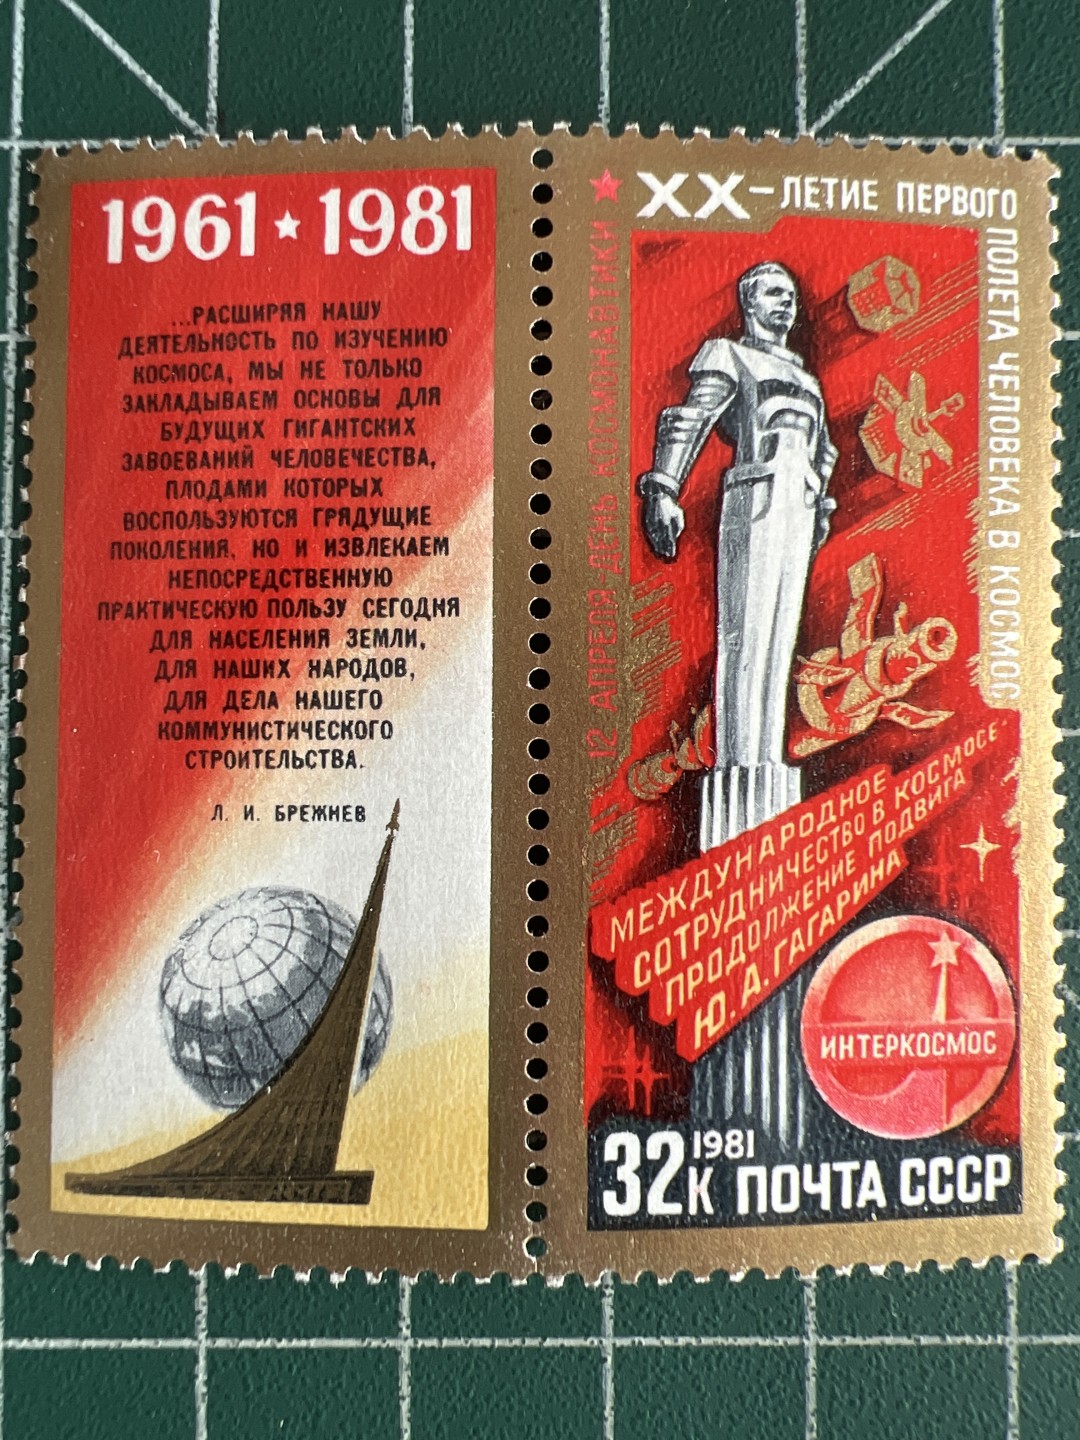 1961 ★ 1981
...РАСШИРЯЯ НАШУ
ДЕЯТЕЛЬНОСТЬ ПО ИЗУЧЕНИЮ
КОСМОСА, МЫ НЕ ТОЛЬКО
ЗАКЛАДЫВАЕМ ОСНОВЫ ДЛЯ
БУДУЩИХ ГИГАНТСКИХ
ЗАВОЕВАНИЙ ЧЕЛОВЕЧЕСТВА,
ПЛОДАМИ КОТОРЫХ
ВОСПОЛЬЗУЮТСЯ ГРЯДУЩИЕ
ПОКОЛЕНИЯ, НО И ИЗВЛЕКАЕМ
НЕПОСРЕДСТВЕННУЮ
ПРАКТИЧЕСКУЮ ПОЛЬЗУ СЕГОДНЯ
ДЛЯ НАСЕЛЕНИЯ ЗЕМЛИ,
ДЛЯ НАШИХ НАРОДОВ,
ДЛЯ ДЕЛА НАШЕГО
КОММУНИСТИЧЕСКОГО
СТРОИТЕЛЬСТВА.
Л. И. БРЕЖНЕВ
12 АПРЕЛЯ-ДЕНЬ КОСМОНАВТИКИ ★
XX–ЛЕТИЕ ПЕРВОГО
ПОЛЕТА ЧЕЛОВЕКА В КОСМОС
МЕЖДУНАРОДНОЕ
СОТРУДНИЧЕСТВО В КОСМОСЕ-
ПРОДОЛЖЕНИЕ ПОДВИГА
Ю. А. ГАГАРИНА
ИНТЕРКОСМОС
1981
32К ПОЧТА СССР